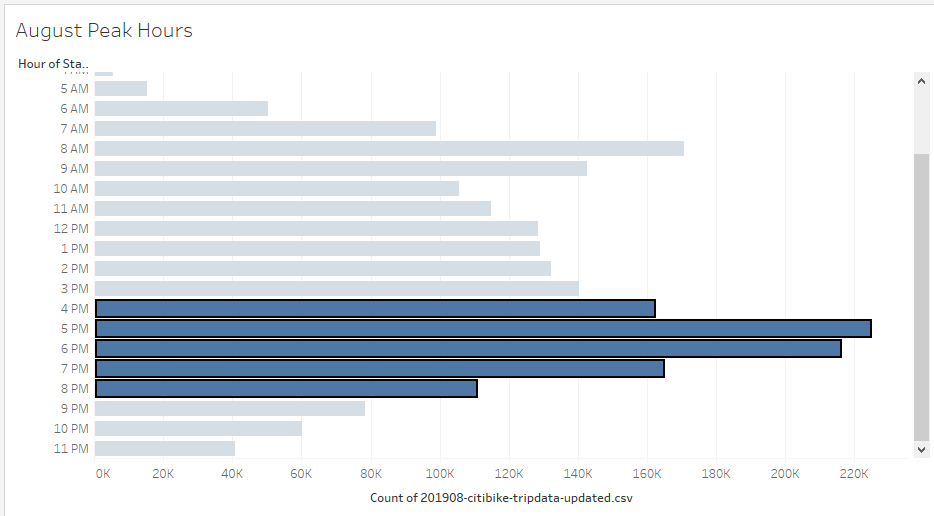 August Peak Hours
Hour of Sta..
5 AM
6 AM
7 AM
8 AM
9 AM
10 AM
11 AM
12 PM
1 PM
2 PM
3 PM
4 PM
5 PM
6 PM
7 PM
8 PM
9 PM
10 PM
11 PM
0K 20K 40K 60K 80K 100K 120K 140K 160K 180K 200K 220K
Count of 201908-citibike-tripdata-updated.csv